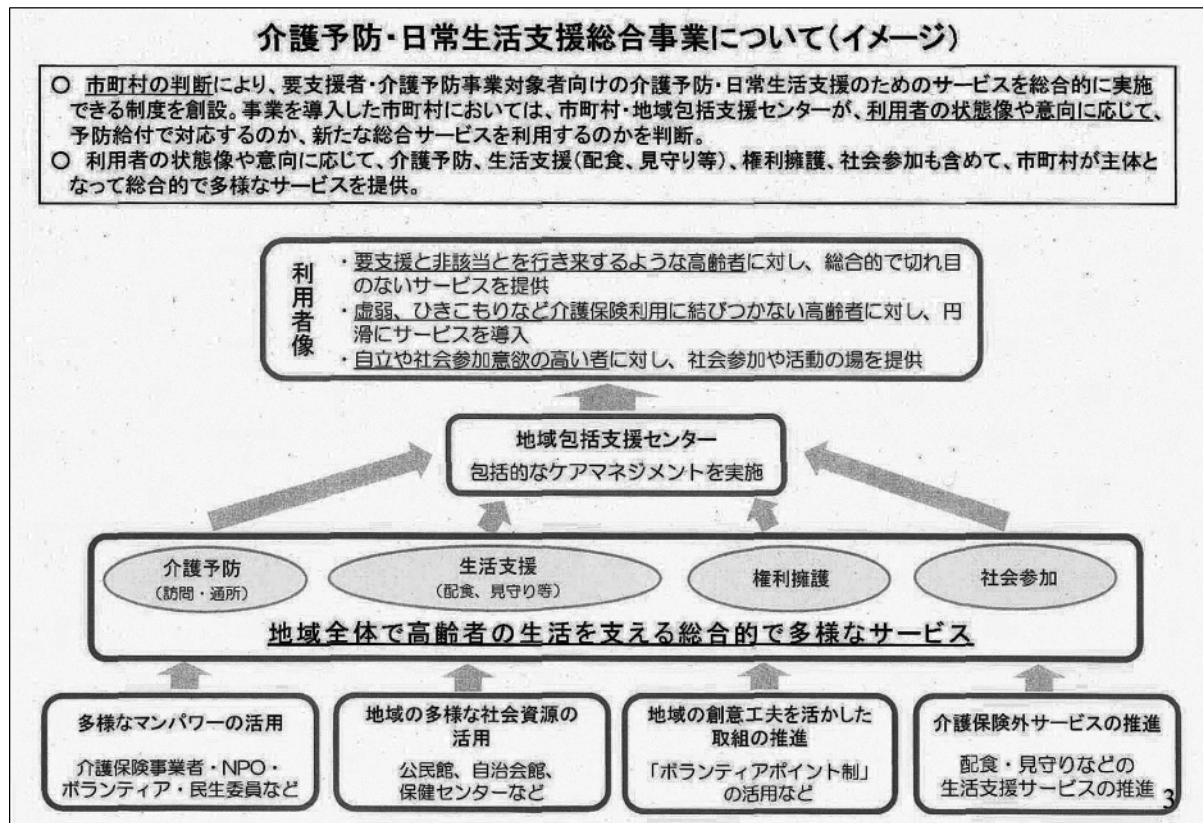 介護予防・日常生活支援総合事業について(イメージ)
○ 市町村の判断により、要支援者・介護予防事業対象者向けの介護予防・日常生活支援のためのサービスを総合的に実施
できる制度を創設。事業を導入した市町村においては、市町村・地域包括支援センターが、利用者の状態像や意向に応じて、
予防給付で対応するのか、新たな総合サービスを利用するのかを判断。
○ 利用者の状態像や意向に応じて、介護予防、生活支援(配食、見守り等)、権利擁護、社会参加も含めて、市町村が主体と
なって総合的で多様なサービスを提供。
利用者像
・要支援と非該当とを行き来するような高齢者に対し、総合的で切れ目
のないサービスを提供
・虚弱、ひきこもりなど介護保険利用に結びつかない高齢者に対し、円
滑にサービスを導入
・自立や社会参加意欲の高い者に対し、社会参加や活動の場を提供
地域包括支援センター
包括的なケアマネジメントを実施
介護予防
(訪問・通所)
生活支援
(配食、見守り等)
権利擁護
社会参加
地域全体で高齢者の生活を支える総合的で多様なサービス
多様なマンパワーの活用
介護保険事業者・NPO・
ボランティア・民生委員など
地域の多様な社会資源の
活用
公民館、自治会館、
保健センターなど
地域の創意工夫を活かした
取組の推進
「ボランティアポイント制」
の活用など
介護保険外サービスの推進
配食・見守りなどの
生活支援サービスの推進
3